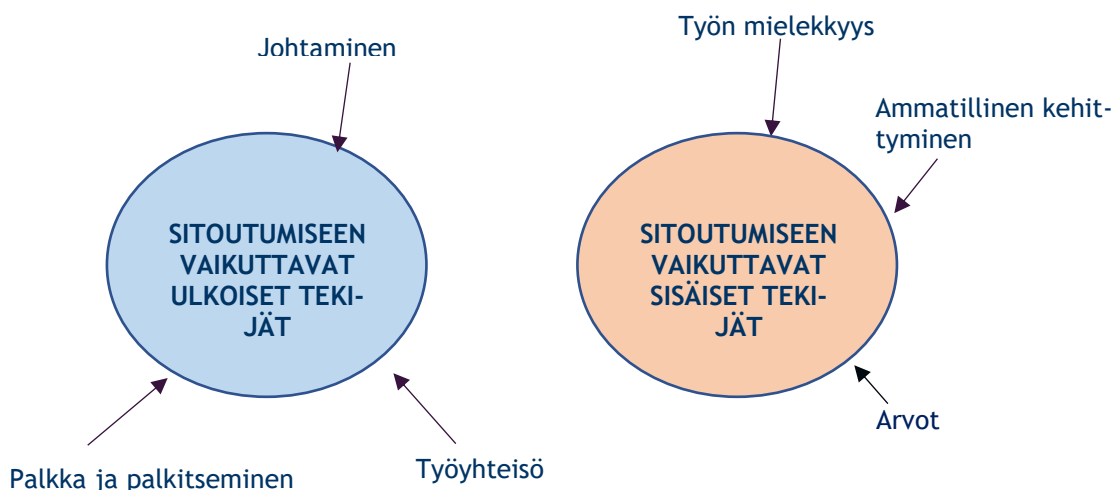 Johtaminen
SITOUTUMISEEN
VAIKUTTAVAT
ULKOISET TEKI-
JÄT
Palkka ja palkitseminen
Työyhteisö
Työn mielekkyys
Ammatillinen kehit-
tyminen
SITOUTUMISEEN
VAIKUTTAVAT
SISÄISET TEKI-
JÄT
Arvot